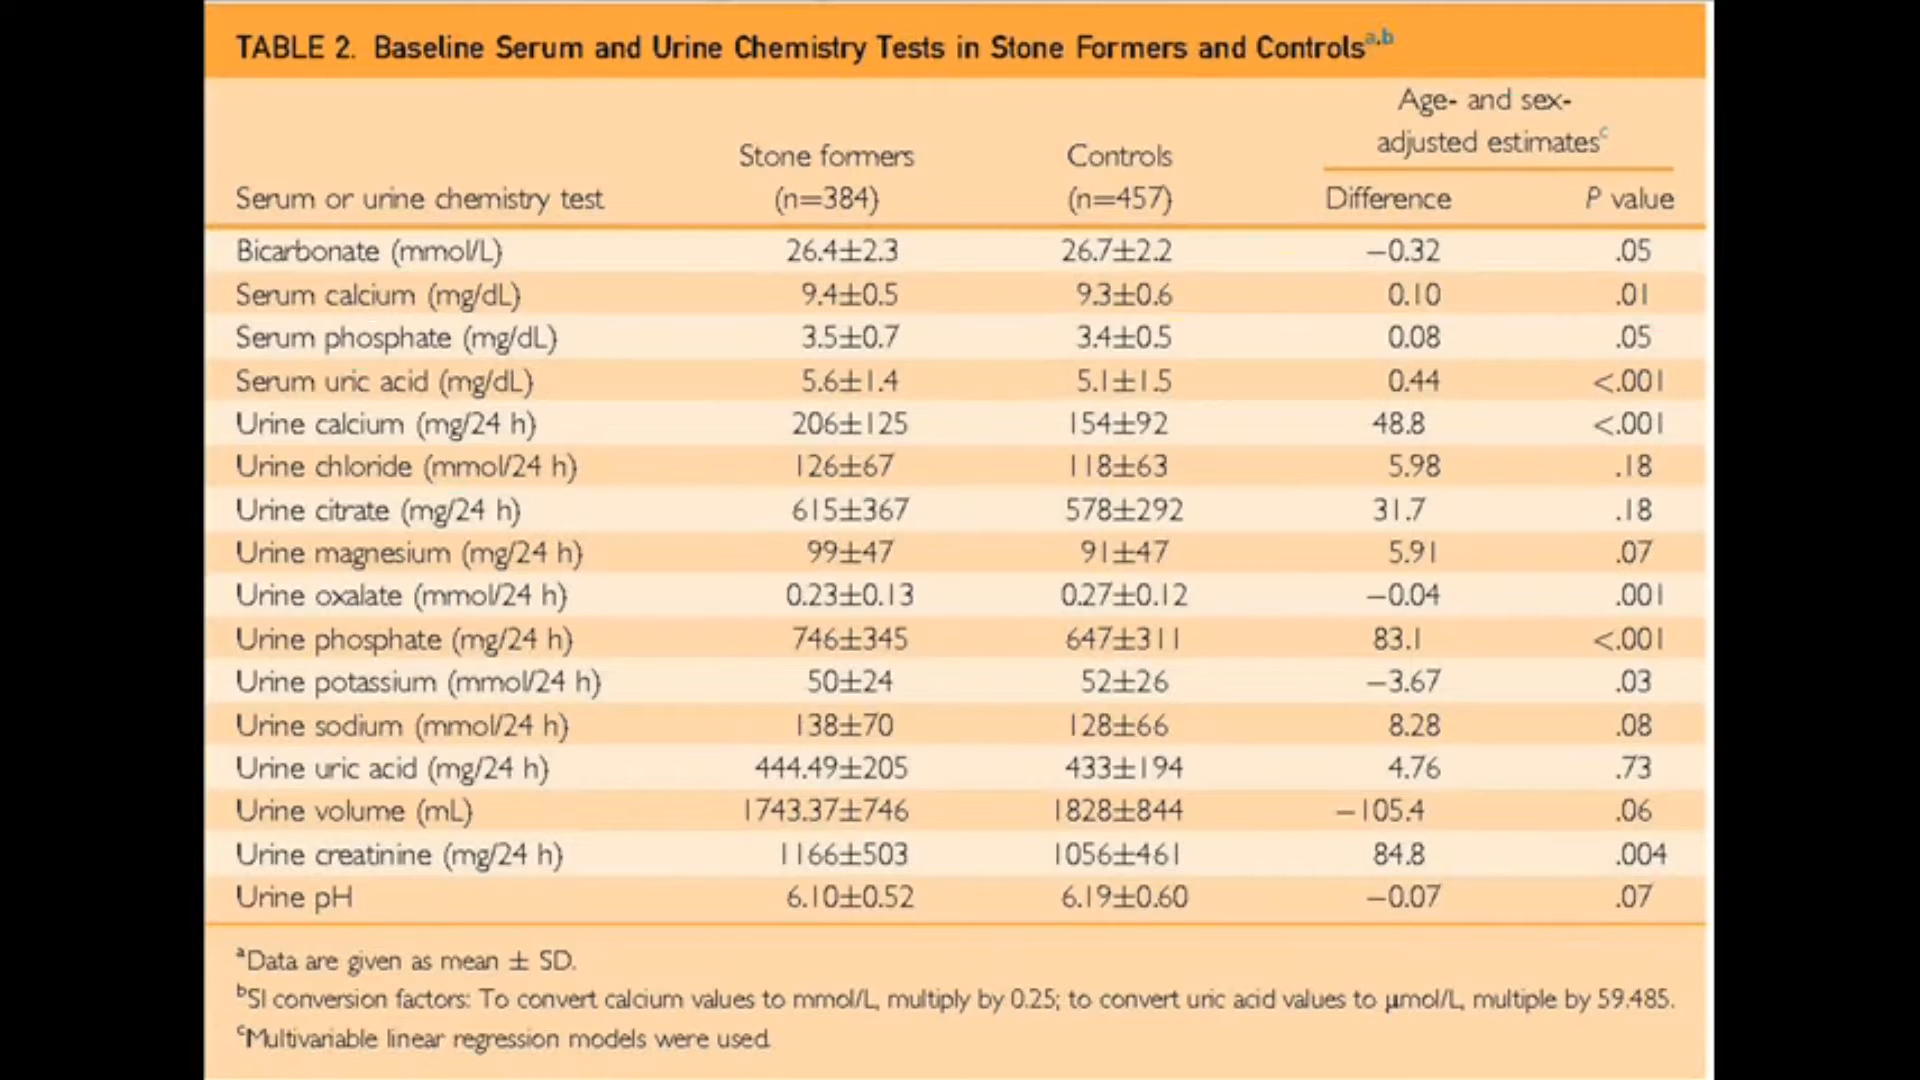 TABLE 2. Baseline Serum and Urine Chemistry Tests in Stone Formers and Controls a,b
Age- and sex-
adjusted estimates c
Stone formers Controls
Serum or urine chemistry test (n=384) (n=457) Difference P value
Bicarbonate (mmol/L) 26.4±2.3 26.7±2.2 −0.32 .05
Serum calcium (mg/dL) 9.4±0.5 9.3±0.6 0.10 .01
Serum phosphate (mg/dL) 3.5±0.7 3.4±0.5 0.08 .05
Serum uric acid (mg/dL) 5.6±1.4 5.1±1.5 0.44 <.001
Urine calcium (mg/24 h) 206±125 154±92 48.8 <.001
Urine chloride (mmol/24 h) 126±67 118±63 5.98 .18
Urine citrate (mg/24 h) 615±367 578±292 31.7 .18
Urine magnesium (mg/24 h) 99±47 91±47 5.91 .07
Urine oxalate (mmol/24 h) 0.23±0.13 0.27±0.12 −0.04 .001
Urine phosphate (mg/24 h) 746±345 647±311 83.1 <.001
Urine potassium (mmol/24 h) 50±24 52±26 −3.67 .03
Urine sodium (mmol/24 h) 138±70 128±66 8.28 .08
Urine uric acid (mg/24 h) 444.49±205 433±194 4.76 .73
Urine volume (mL) 1743.37±746 1828±844 −105.4 .06
Urine creatinine (mg/24 h) 1166±503 1056±461 84.8 .004
Urine pH 6.10±0.52 6.19±0.60 −0.07 .07
a Data are given as mean ± SD.
b SI conversion factors: To convert calcium values to mmol/L, multiply by 0.25; to convert uric acid values to μmol/L, multiple by 59.485.
c Multivariable linear regression models were used.